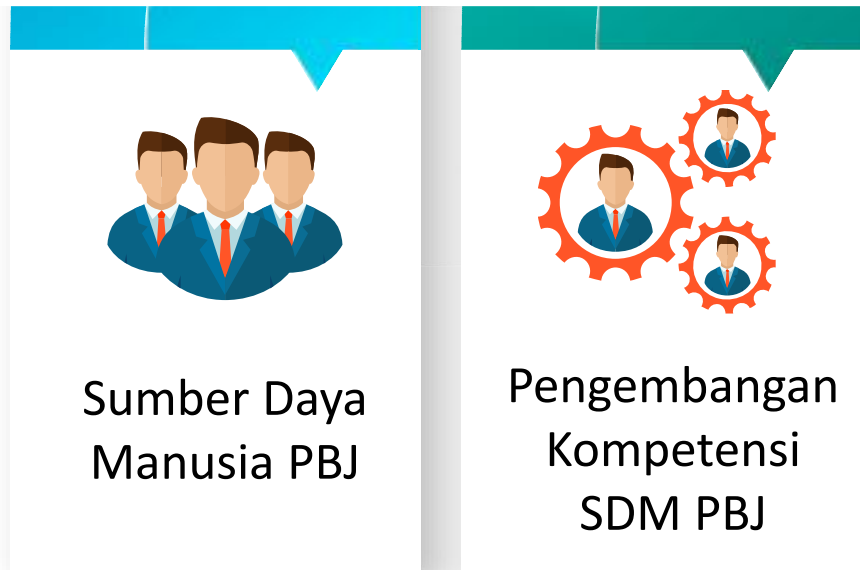 Sumber Daya
Manusia PBJ
Pengembangan
Kompetensi
SDM PBJ